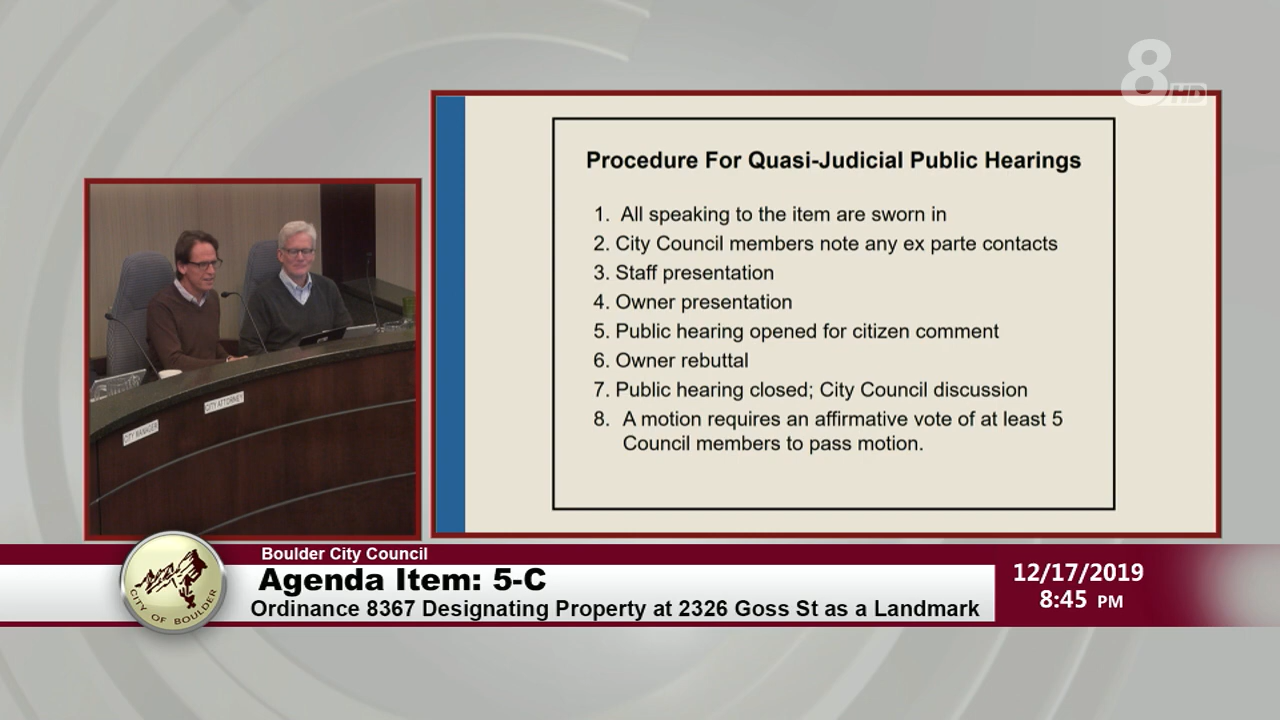 8 HD
Procedure For Quasi-Judicial Public Hearings
1. All speaking to the item are sworn in
2. City Council members note any ex parte contacts
3. Staff presentation
4. Owner presentation
5. Public hearing opened for citizen comment
6. Owner rebuttal
7. Public hearing closed; City Council discussion
8. A motion requires an affirmative vote of at least 5
Council members to pass motion.
CITY ATTORNEY
CITY MANAGER
Boulder City Council
Agenda Item: 5-C
Ordinance 8367 Designating Property at 2326 Goss St as a Landmark
12/17/2019
8:45 PM
CITY OF BOULDER